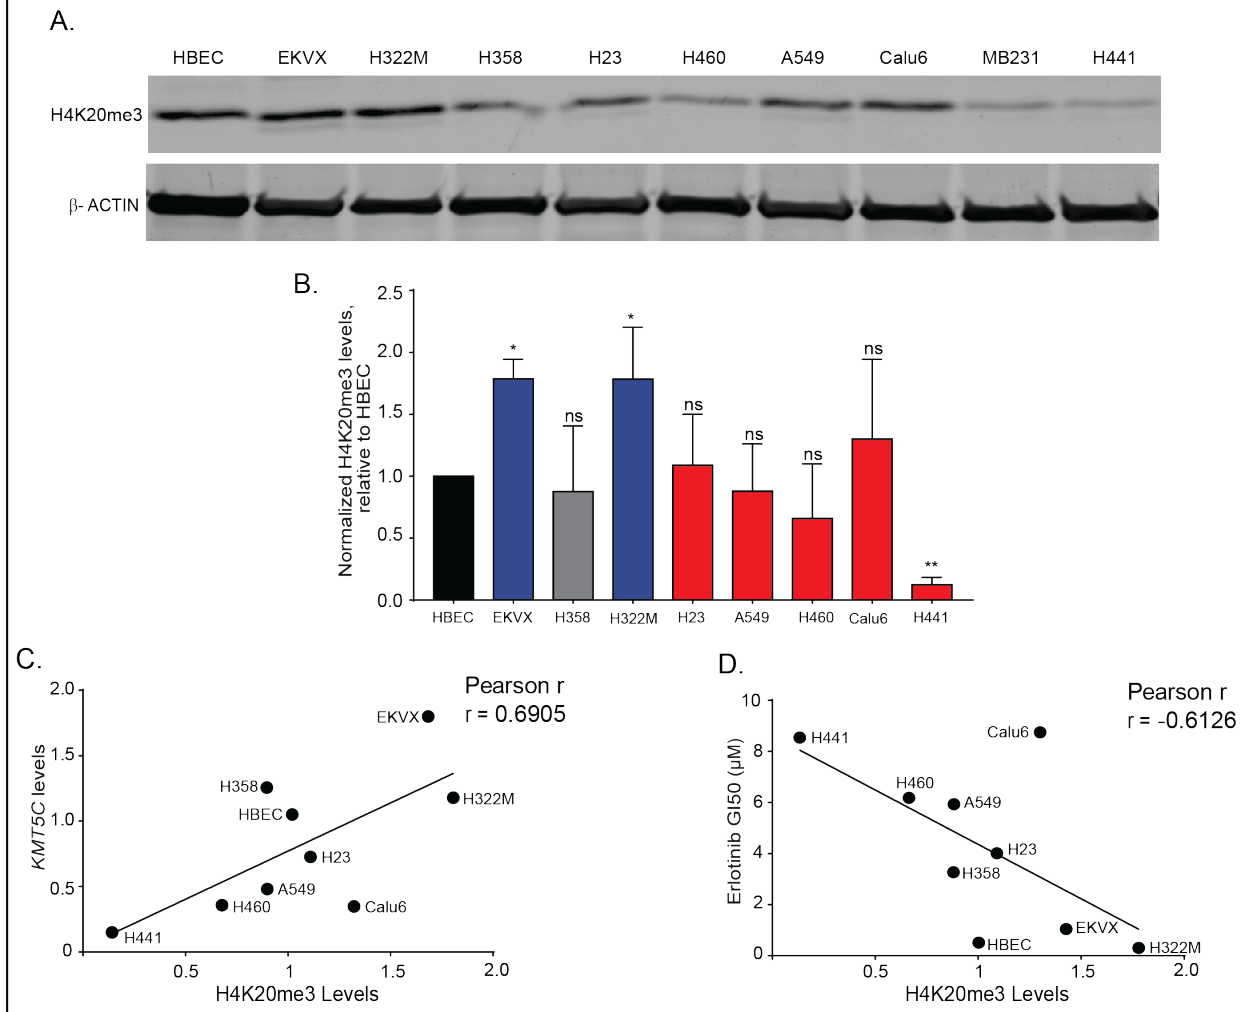 A.
HBEC EKVX H322M H358 H23 H460 A549 Calu6 MB231 H441
H4K20me3
β- ACTIN
B.
Normalized H4K20me3 levels,
relative to HBEC
2.5
2.0
1.5
1.0
0.5
0.0
* ns * ns ns ns ns **
HBEC EKVX H358 H322M H23 A549 H460 Calu6 H441
C.
Pearson r
r = 0.6905
KMT5C levels
2.0
1.5
1.0
0.5
0
EKVX
H358
HBEC
H322M
H23
A549
H460
Calu6
H441
0.5 1 1.5 2.0
H4K20me3 Levels
D.
Pearson r
r = -0.6126
Erlotinib GI50 (µM)
10
8
6
4
2
0
H441
Calu6
H460
A549
H23
H358
EKVX
HBEC
H322M
0.5 1 1.5 2.0
H4K20me3 Levels